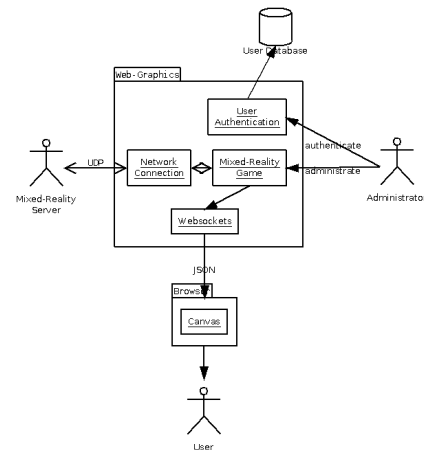 User Database
Web-Graphics
User
Authentication
authenticate
UDP
Network
Connection
Mixed-Reality
Game
administrate
Mixed-Reality
Server
Administrator
Websockets
JSON
Browser
Canvas
User